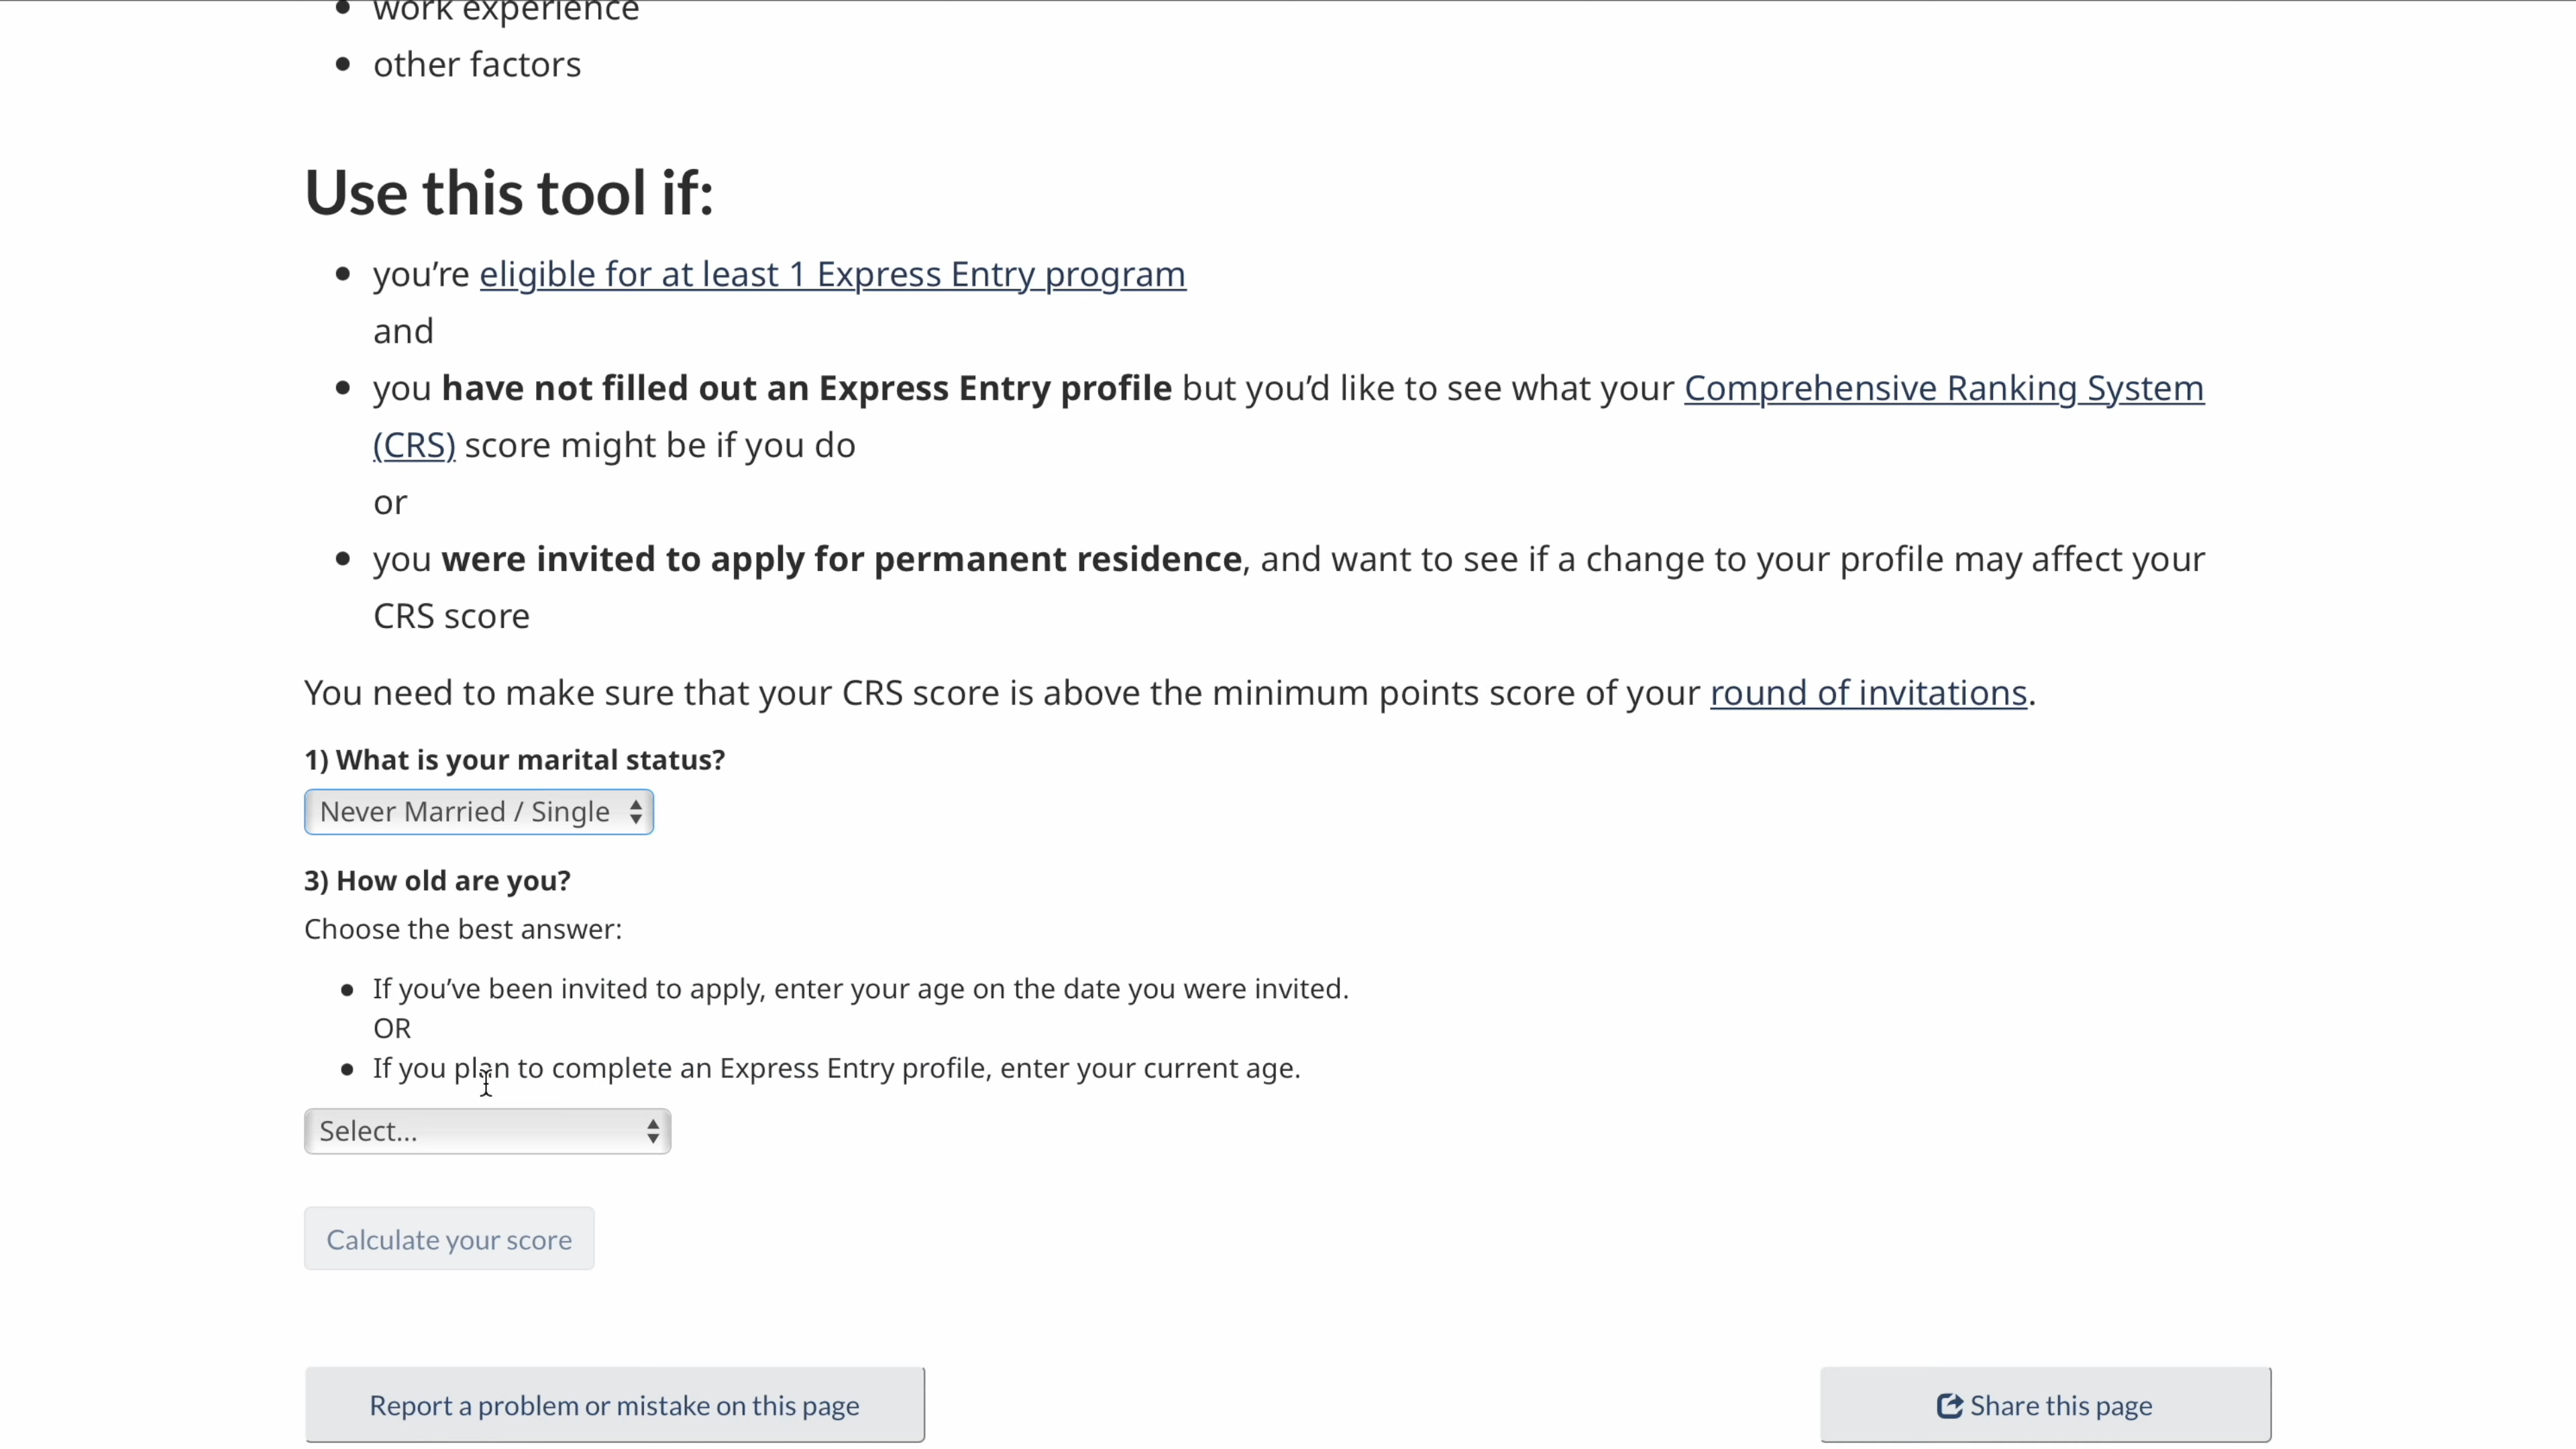 work experience
other factors
Use this tool if:
you’re eligible for at least 1 Express Entry program
and
you have not filled out an Express Entry profile but you’d like to see what your Comprehensive Ranking System
(CRS) score might be if you do
or
you were invited to apply for permanent residence, and want to see if a change to your profile may affect your
CRS score
You need to make sure that your CRS score is above the minimum points score of your round of invitations.
1) What is your marital status?
Never Married / Single
3) How old are you?
Choose the best answer:
If you’ve been invited to apply, enter your age on the date you were invited.
OR
If you plan to complete an Express Entry profile, enter your current age.
Select...
Calculate your score
Report a problem or mistake on this page
Share this page